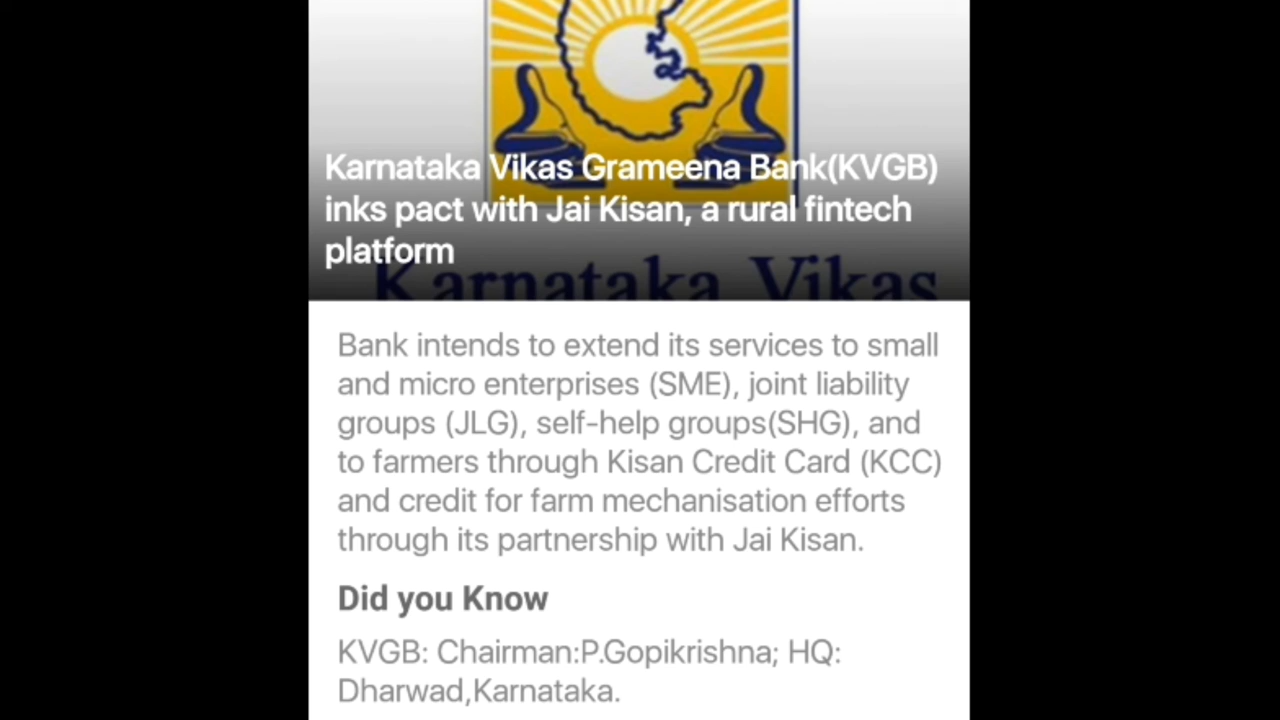 Karnataka Vikas Grameena Bank(KVGB)
inks pact with Jai Kisan, a rural fintech
platform
Karnataka Vikas
Bank intends to extend its services to small
and micro enterprises (SME), joint liability
groups (JLG), self-help groups(SHG), and
to farmers through Kisan Credit Card (KCC)
and credit for farm mechanisation efforts
through its partnership with Jai Kisan.
Did you Know
KVGB: Chairman:P.Gopikrishna; HQ:
Dharwad,Karnataka.